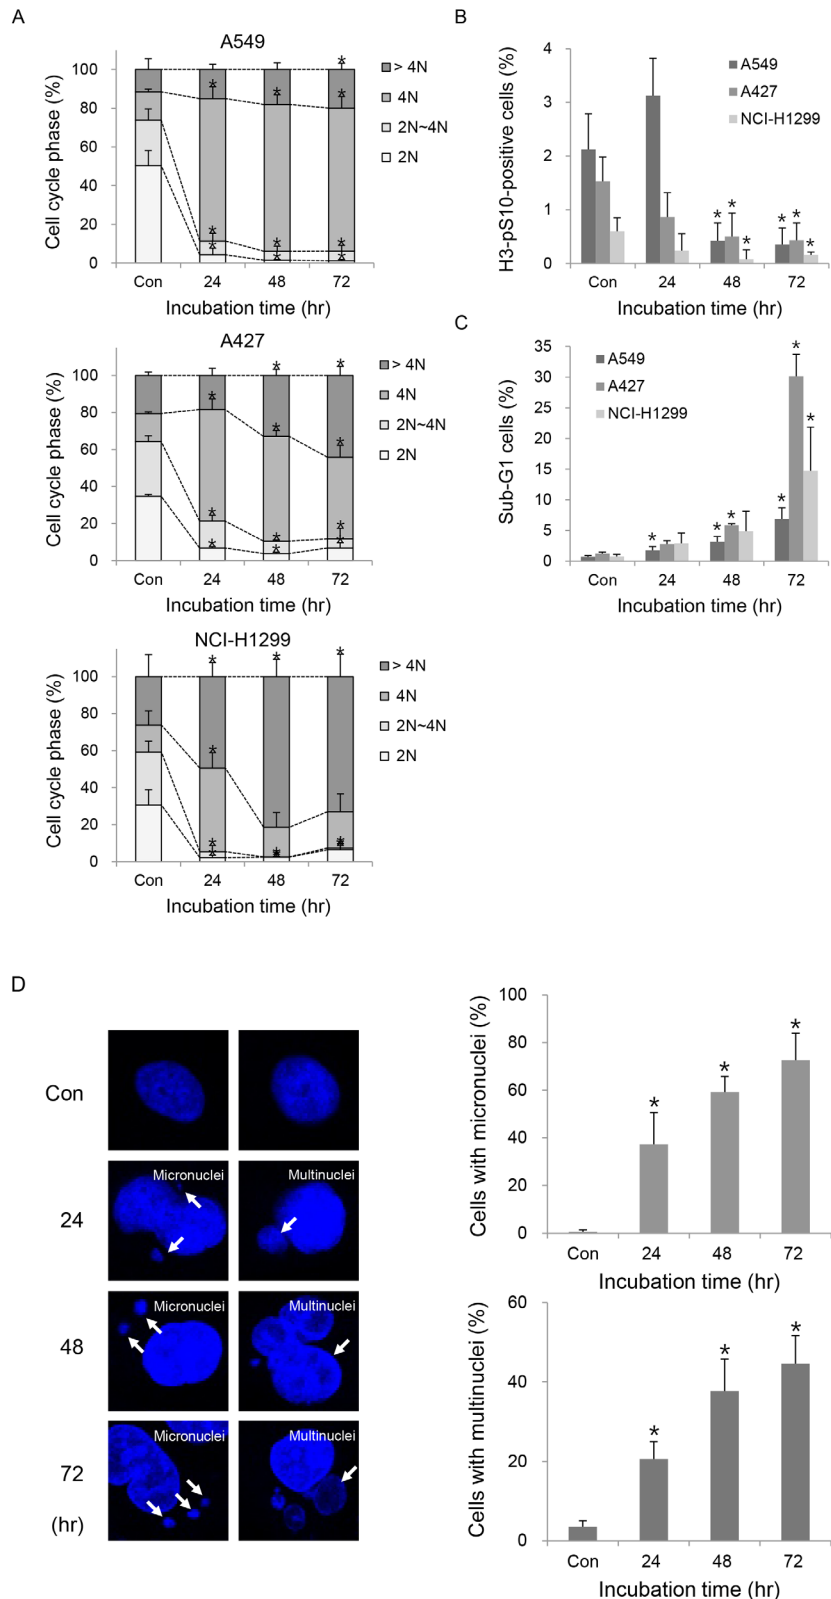 A
A549
Cell cycle phase (%)
100
80
60
40
20
0
> 4N
4N
2N~4N
2N
* * * * * * * * * *
Con 24 48 72
Incubation time (hr)
A427
Cell cycle phase (%)
100
80
60
40
20
0
> 4N
4N
2N~4N
2N
Con 24 48 72
Incubation time (hr)
NCI-H1299
Cell cycle phase (%)
100
80
60
40
20
0
> 4N
4N
2N~4N
2N
Con 24 48 72
Incubation time (hr)
B
H3-pS10-positive cells (%)
4
3
2
1
0
A549
A427
NCI-H1299
* * * * * *
Con 24 48 72
Incubation time (hr)
C
Sub-G1 cells (%)
35
30
25
20
15
10
5
0
A549
A427
NCI-H1299
* * * * * *
Con 24 48 72
Incubation time (hr)
D
Con
24
Micronuclei
Multinuclei
48
Micronuclei
Multinuclei
72
Micronuclei
Multinuclei
(hr)
Cells with micronuclei (%)
100
80
60
40
20
0
* * *
Con 24 48 72
Incubation time (hr)
Cells with multinuclei (%)
60
40
20
0
* * *
Con 24 48 72
Incubation time (hr)